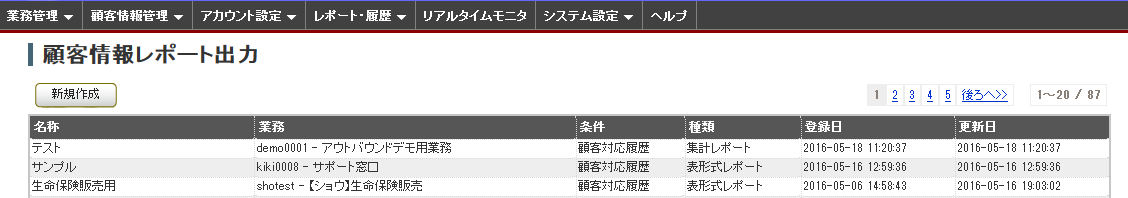 業務管理 ▼ 顧客情報管理 ▼ アカウント設定 ▼ レポート・履歴 ▼ リアルタイムモニタ システム設定 ▼ ヘルプ
顧客情報レポート出力
新規作成 1 2 3 4 5 後ろへ>> 1～20 / 87
名称 業務 条件 種類 登録日 更新日
テスト demo0001 - アウトバウンドデモ用業務 顧客対応履歴 集計レポート 2016-05-18 11:20:37 2016-05-18 11:20:37
サンプル kiki0008 - サポート窓口 顧客対応履歴 表形式レポート 2016-05-16 12:59:36 2016-05-16 12:59:36
生命保険販売用 shotest - 【ショウ】生命保険販売 顧客対応履歴 表形式レポート 2016-05-06 14:58:43 2016-05-16 19:03:02